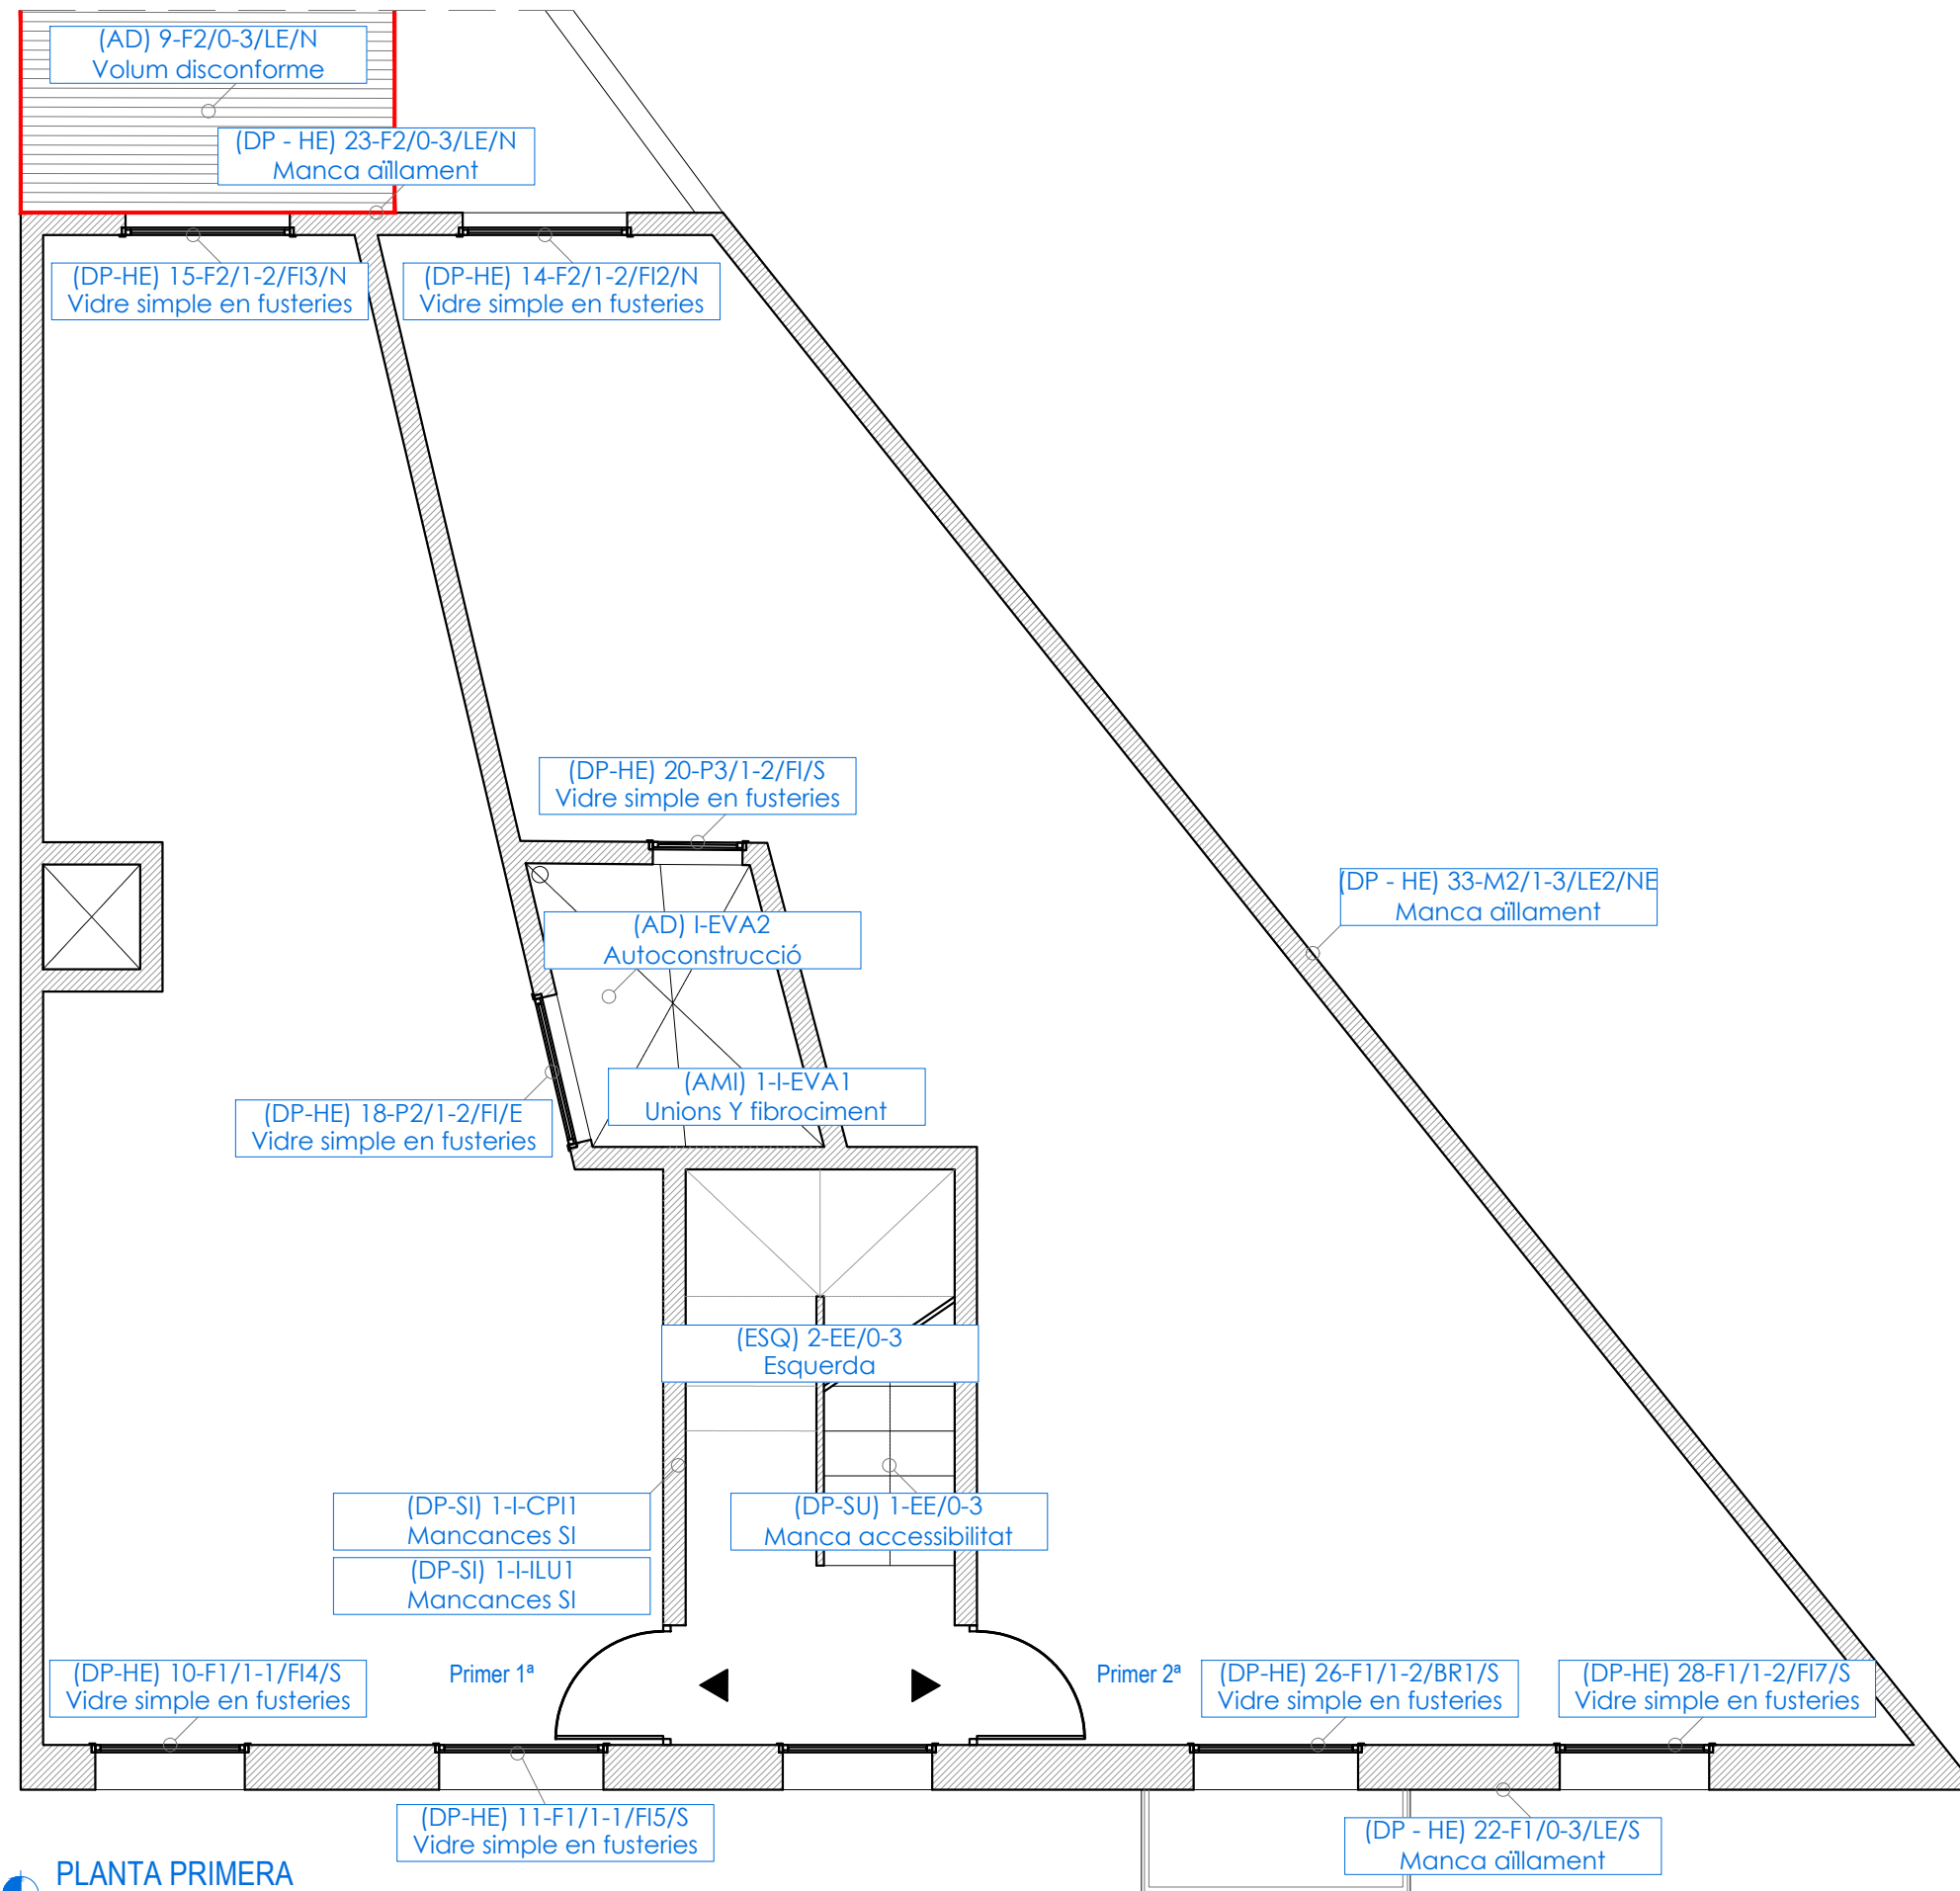 (AD) 9-F2/0-3/LE/N
Volum disconforme
(DP - HE) 23-F2/0-3/LE/N
Manca aïllament
(DP-HE) 15-F2/1-2/FI3/N
Vidre simple en fusteries
(DP-HE) 14-F2/1-2/FI2/N
Vidre simple en fusteries
(DP-HE) 20-P3/1-2/FI/S
Vidre simple en fusteries
(DP - HE) 33-M2/1-3/LE2/NE
Manca aïllament
(AD) I-EVA2
Autoconstrucció
(AMI) 1-I-EVA1
Unions Y fibrociment
(DP-HE) 18-P2/1-2/FI/E
Vidre simple en fusteries
(ESQ) 2-EE/0-3
Esquerda
(DP-SI) 1-I-CPI1
Mancances SI
(DP-SU) 1-EE/0-3
Manca accessibilitat
(DP-SI) 1-I-ILU1
Mancances SI
(DP-HE) 10-F1/1-1/FI4/S
Vidre simple en fusteries
Primer 1ª
Primer 2ª
(DP-HE) 26-F1/1-2/BR1/S
Vidre simple en fusteries
(DP-HE) 28-F1/1-2/FI7/S
Vidre simple en fusteries
(DP-HE) 11-F1/1-1/FI5/S
Vidre simple en fusteries
(DP - HE) 22-F1/0-3/LE/S
Manca aïllament
PLANTA PRIMERA